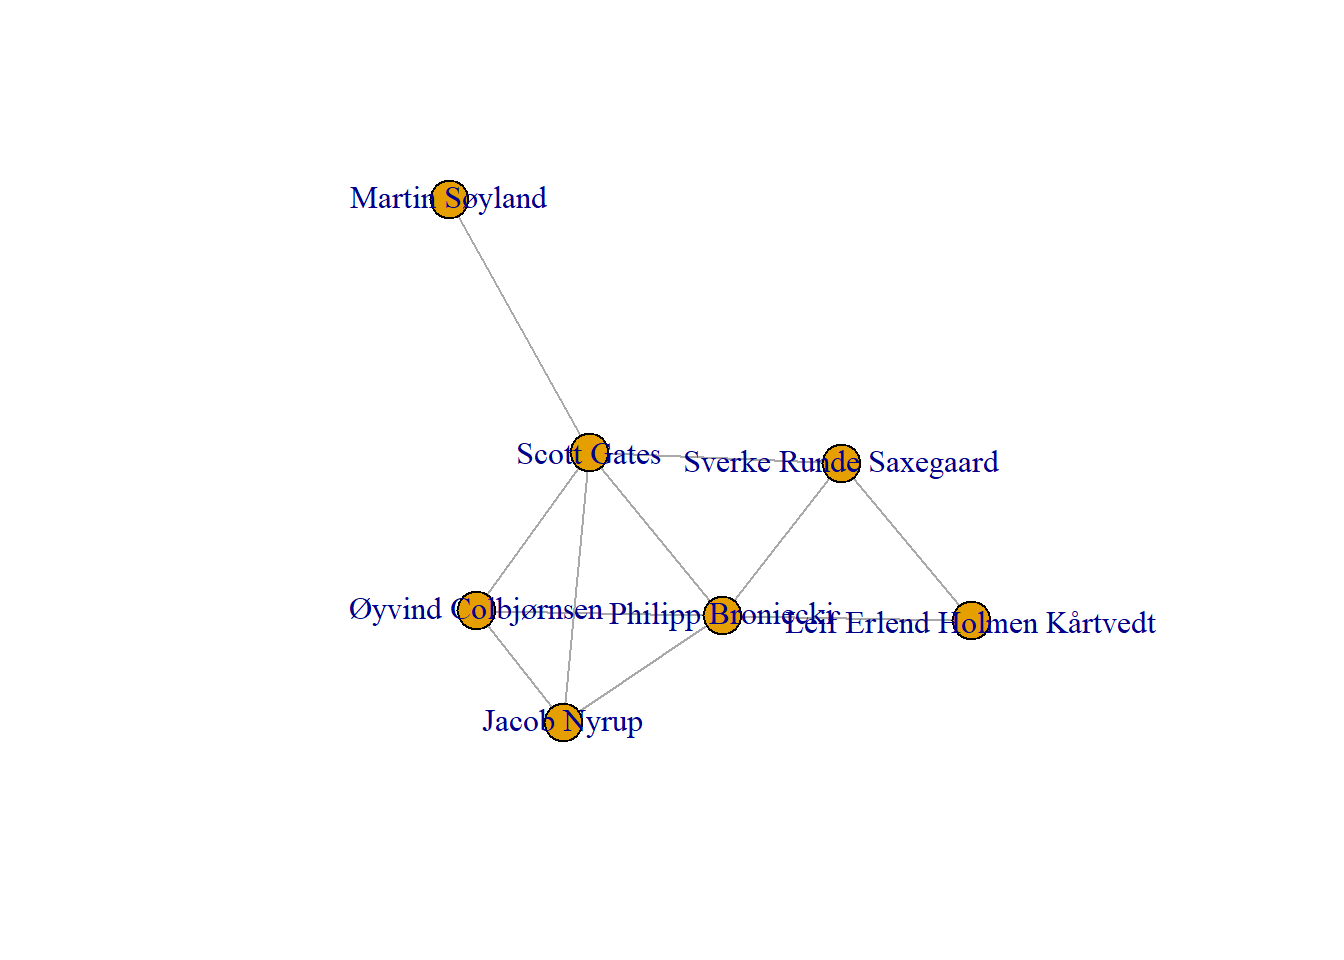 Martin Søyland
Scott Gates
Sverke Runde Saxegaard
Øyvind Colbjørnsen
Philipp Broniecki
Leif Erlend Holmen Kårtvedt
Jacob Nyrup